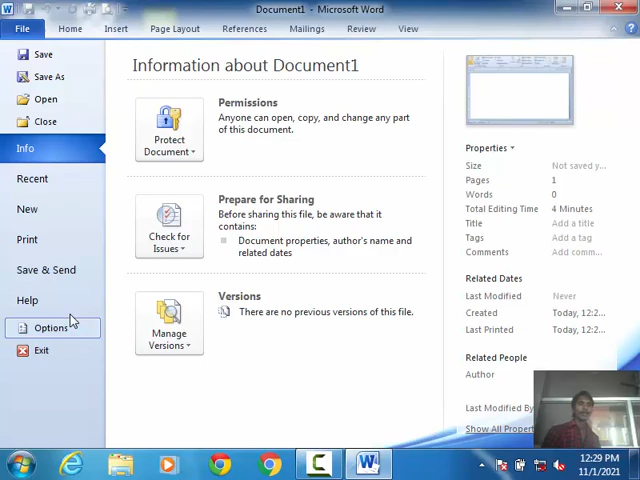 Document1 - Microsoft Word
File
Home
Insert
Page Layout
References
Mailings
Review
View
Save
Save As
Open
Close
Info
Recent
New
Print
Save & Send
Help
Options
Exit
Information about Document1
Protect
Document
Permissions
Anyone can open, copy, and change any part
of this document.
Check for
Issues
Prepare for Sharing
Before sharing this file, be aware that it
contains:
Document properties, author's name and
related dates
Manage
Versions
Versions
There are no previous versions of this file.
Properties
Size Not saved y...
Pages 1
Words 0
Total Editing Time 4 Minutes
Title Add a title
Tags Add a tag
Comments Add comm...
Related Dates
Last Modified Never
Created Today, 12:2...
Last Printed Today, 12:2...
Related People
Author
Last Modified By
Show All Propert
12:29 PM
11/1/2021